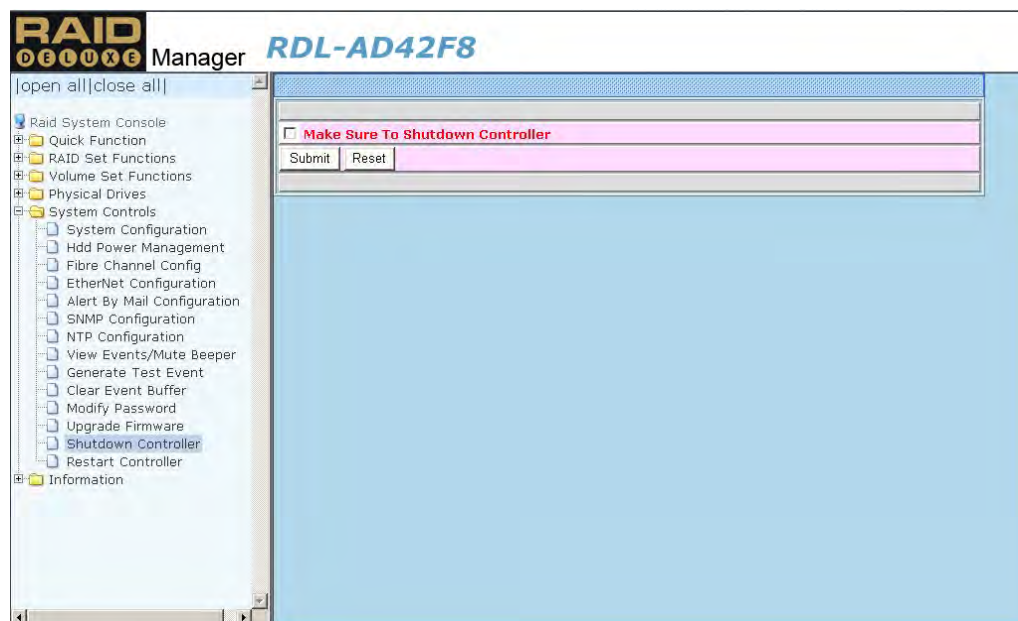 RAID
DELUXE Manager
RDL-AD42F8
|open all|close all|
Raid System Console
Quick Function
RAID Set Functions
Volume Set Functions
Physical Drives
System Controls
System Configuration
Hdd Power Management
Fibre Channel Config
EtherNet Configuration
Alert By Mail Configuration
SNMP Configuration
NTP Configuration
View Events/Mute Beeper
Generate Test Event
Clear Event Buffer
Modify Password
Upgrade Firmware
Shutdown Controller
Restart Controller
Information
Make Sure To Shutdown Controller
Submit Reset